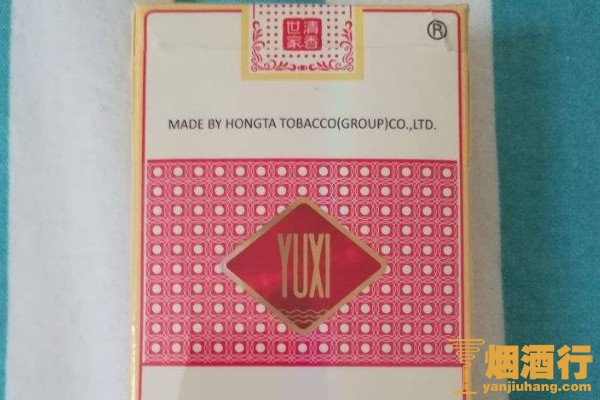 清香
世家
®
MADE BY HONGTA TOBACCO(GROUP)CO.,LTD.
YUXI
烟酒行
yanjiuhang.com